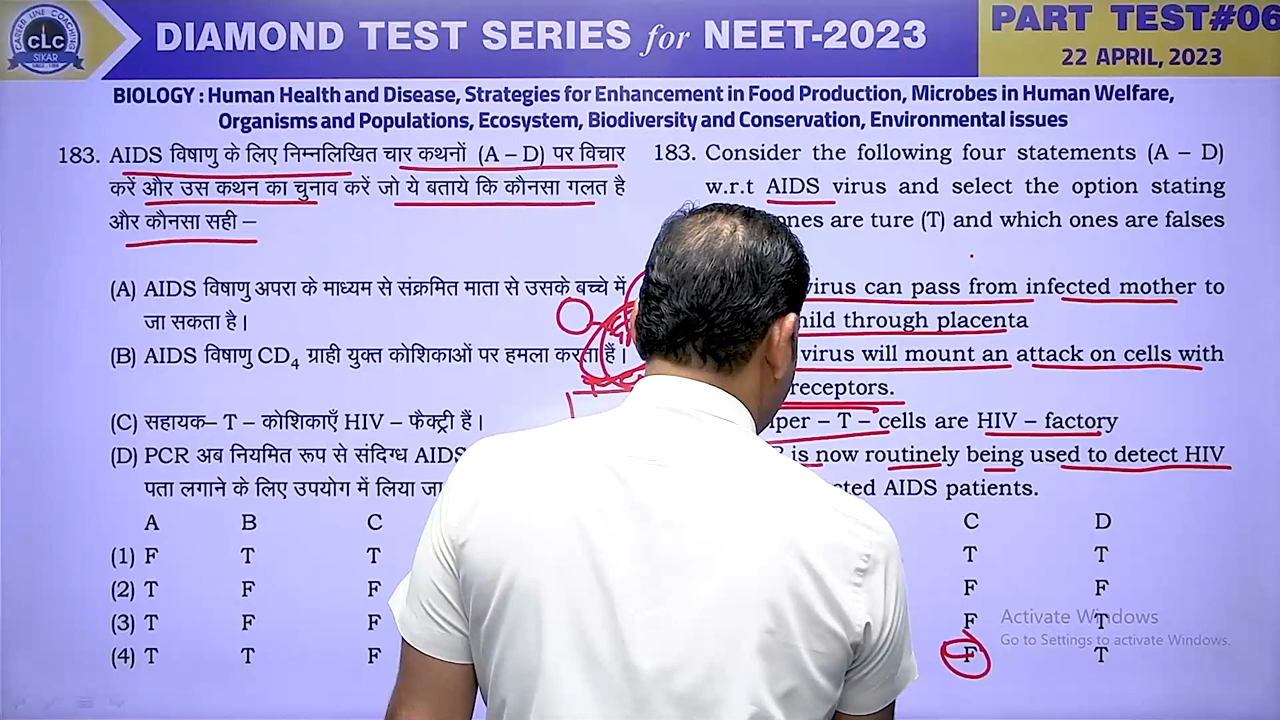 CAREER LINE COACHING
CLC
SIKAR
DIAMOND TEST SERIES for NEET-2023
PART TEST#06
22 APRIL, 2023
BIOLOGY : Human Health and Disease, Strategies for Enhancement in Food Production, Microbes in Human Welfare,
Organisms and Populations, Ecosystem, Biodiversity and Conservation, Environmental issues
183. AIDS विषाणु के लिए निम्नलिखित चार कथनों (A – D) पर विचार
करें और उस कथन का चुनाव करें जो ये बताये कि कौनसा गलत है
और कौनसा सही –
(A) AIDS विषाणु अपरा के माध्यम से संक्रमित माता से उसके बच्चे में
जा सकता है।
(B) AIDS विषाणु CD4 ग्राही युक्त कोशिकाओं पर हमला करता है।
(C) सहायक– T – कोशिकाएँ HIV – फैक्ट्री हैं।
(D) PCR अब नियमित रूप से संदिग्ध AIDS
पता लगाने के लिए उपयोग में लिया जा
A B C
(1) F T T
(2) T F F
(3) T F F
(4) T T F
183. Consider the following four statements (A – D)
w.r.t AIDS virus and select the option stating
ones are ture (T) and which ones are falses
virus can pass from infected mother to
hild through placenta
virus will mount an attack on cells with
receptors.
lper – T – cells are HIV – factory
is now routinely being used to detect HIV
cted AIDS patients.
C D
T T
F F
F T
F T
Activate Windows
Go to Settings to activate Windows.